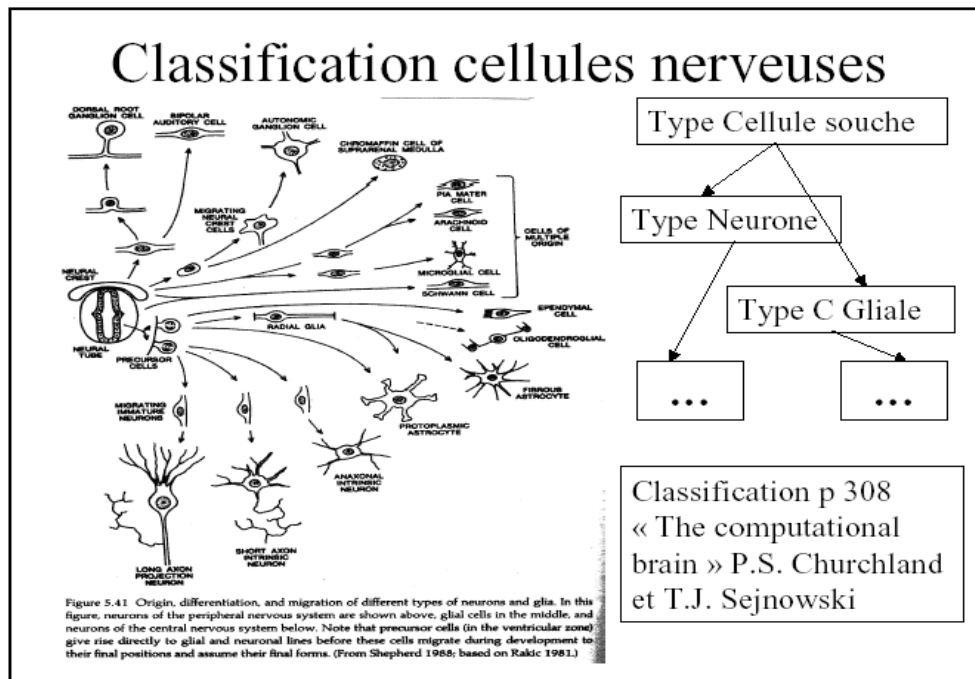 Classification cellules nerveuses
DORSAL ROOT
GANGLION CELL
BIPOLAR
AUDITORY CELL
AUTONOMIC
GANGLION CELL
CHROMAFFIN CELL OF
SUPRARENAL MEDULLA
MIGRATING
NEURAL
CREST
CELLS
PIA MATER
CELL
ARACHNOID
CELL
MICROGLIAL CELL
SCHWANN CELL
CELLS OF
MULTIPLE
ORIGIN
NEURAL
CREST
NEURAL
TUBE
PRECURSOR
CELLS
RADIAL GLIA
EPENDYMAL
CELL
OLIGODENDROGLIAL
CELL
FIBROUS
ASTROCYTE
PROTOPLASMIC
ASTROCYTE
MIGRATING
IMMATURE
NEURONS
ANAXONAL
INTRINSIC
NEURON
SHORT AXON
INTRINSIC
NEURON
LONG AXON
PROJECTION
NEURON
Figure 5.41 Origin, differentiation, and migration of different types of neurons and glia. In this
figure, neurons of the peripheral nervous system are shown above, glial cells in the middle, and
neurons of the central nervous system below. Note that precursor cells (in the ventricular zone)
give rise directly to glial and neuronal lines before these cells migrate during development to
their final positions and assume their final forms. (From Shepherd 1988; based on Rakic 1981.)
Type Cellule souche
Type Neurone
Type C Gliale
...
...
Classification p 308
« The computational
brain » P.S. Churchland
et T.J. Sejnowski